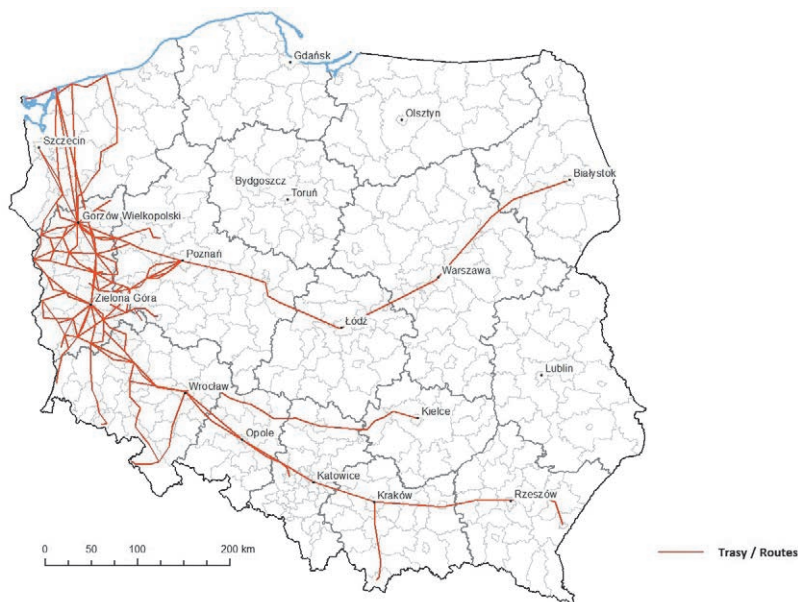 Gdańsk
Olsztyn
Szczecin
Białystok
Bydgoszcz
Toruń
Gorzów Wielkopolski
Poznań
Warszawa
Zielona Góra
Łódź
Lublin
Wrocław
Kielce
Opole
Katowice
Kraków
Rzeszów
0 50 100 200 km
Trasy / Routes